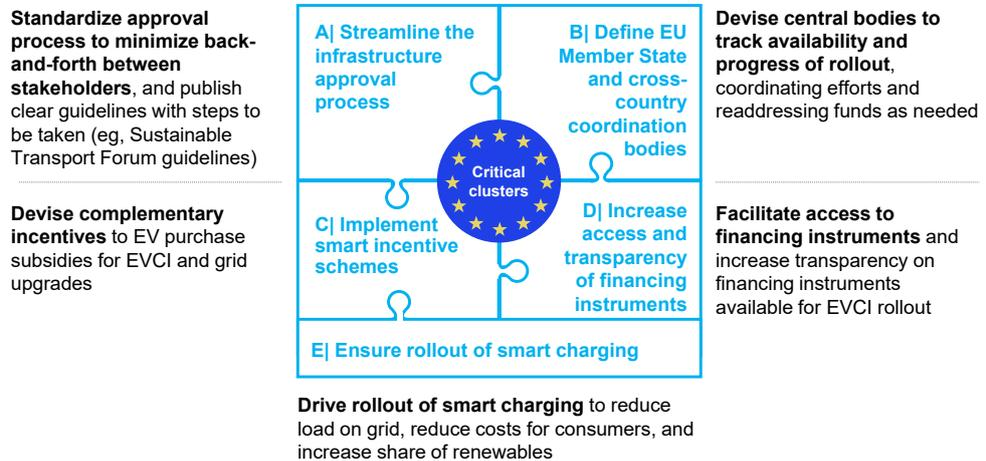 Standardize approval
process to minimize back-
and-forth between
stakeholders, and publish
clear guidelines with steps to
be taken (eg, Sustainable
Transport Forum guidelines)
A| Streamline the
infrastructure
approval
process
B| Define EU
Member State
and cross-
country
coordination
bodies
Devise central bodies to
track availability and
progress of rollout,
coordinating efforts and
readdressing funds as needed
Critical
clusters
Devise complementary
incentives to EV purchase
subsidies for EVCI and grid
upgrades
C| Implement
smart incentive
schemes
D| Increase
access and
transparency
of financing
instruments
Facilitate access to
financing instruments and
increase transparency on
financing instruments
available for EVCI rollout
E| Ensure rollout of smart charging
Drive rollout of smart charging to reduce
load on grid, reduce costs for consumers, and
increase share of renewables